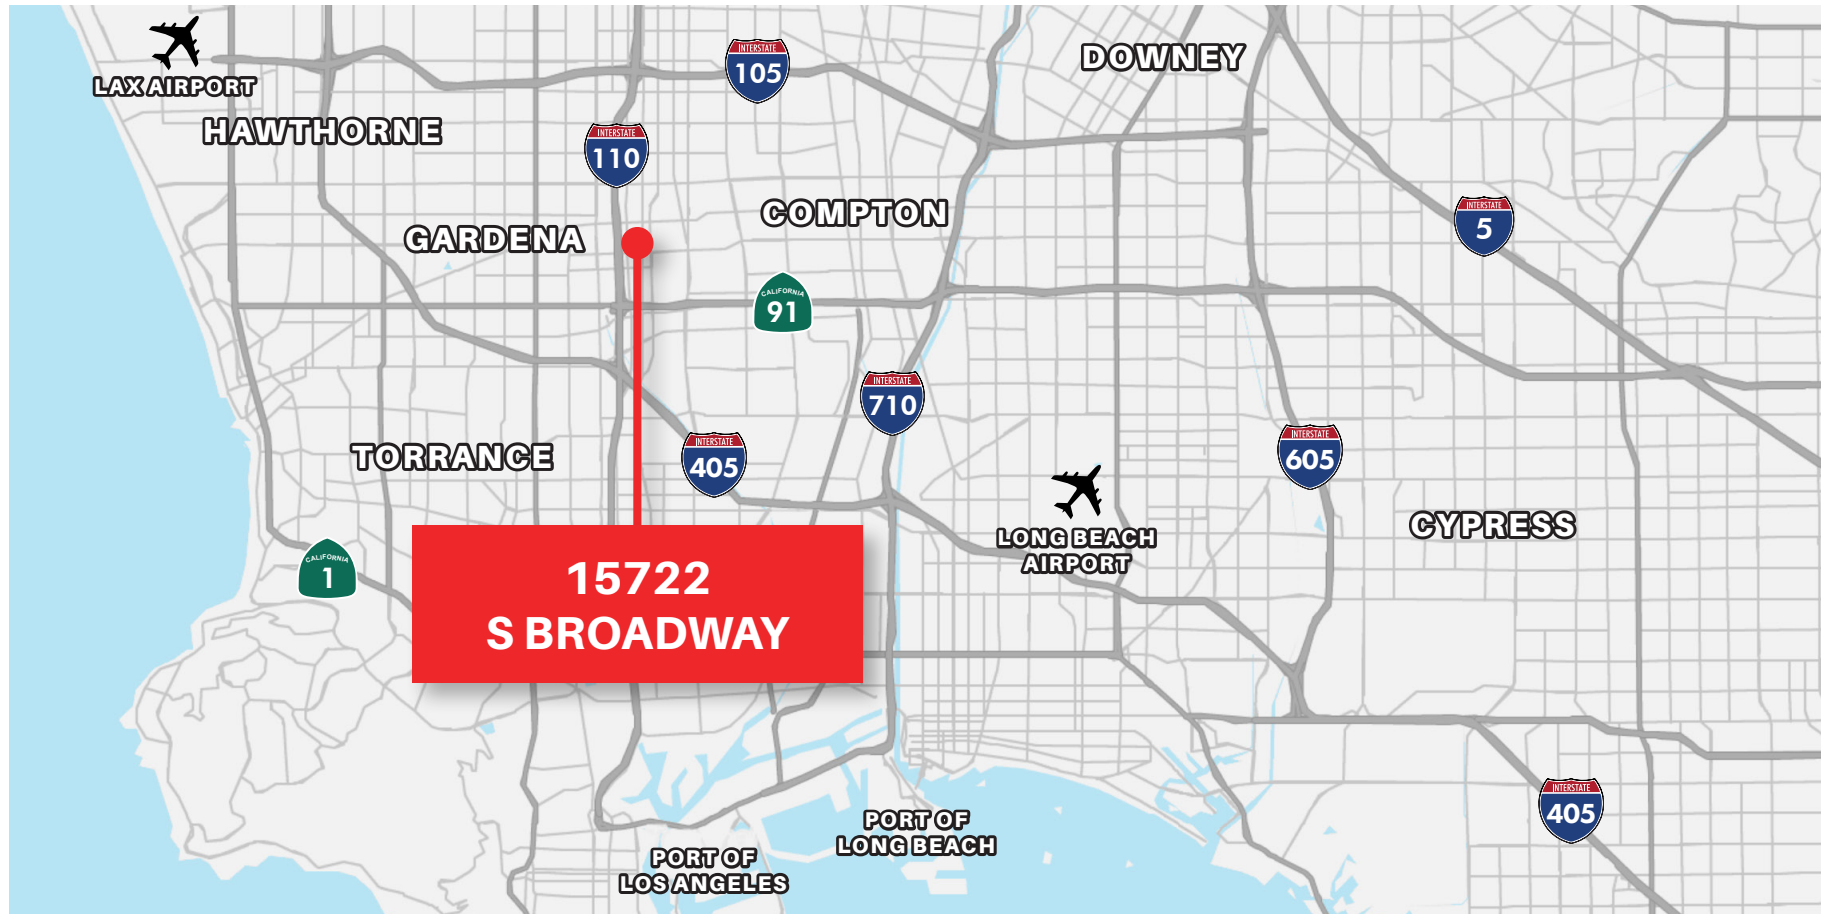 LAX AIRPORT
HAWTHORNE
INTERSTATE
105
DOWNEY
INTERSTATE
110
COMPTON
GARDENA
INTERSTATE
5
CALIFORNIA
91
INTERSTATE
710
TORRANCE
INTERSTATE
405
INTERSTATE
605
LONG BEACH
AIRPORT
CYPRESS
CALIFORNIA
1
15722
S BROADWAY
INTERSTATE
405
PORT OF
LONG BEACH
PORT OF
LOS ANGELES